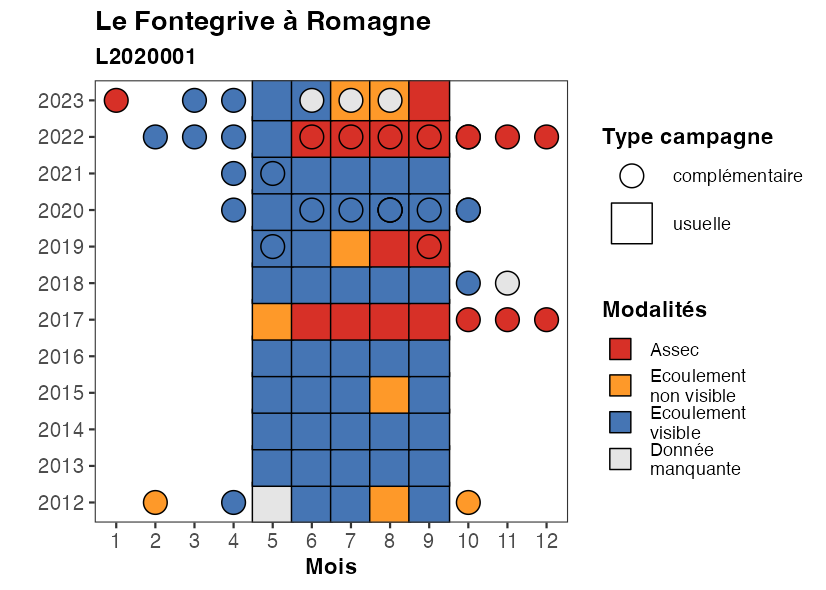 Le Fontegrive à Romagne
L2020001
2023
2022
2021
2020
2019
2018
2017
2016
2015
2014
2013
2012
1 2 3 4 5 6 7 8 9 10 11 12
Mois
Type campagne
complémentaire
usuelle
Modalités
Assec
Ecoulement
non visible
Ecoulement
visible
Donnée
manquante